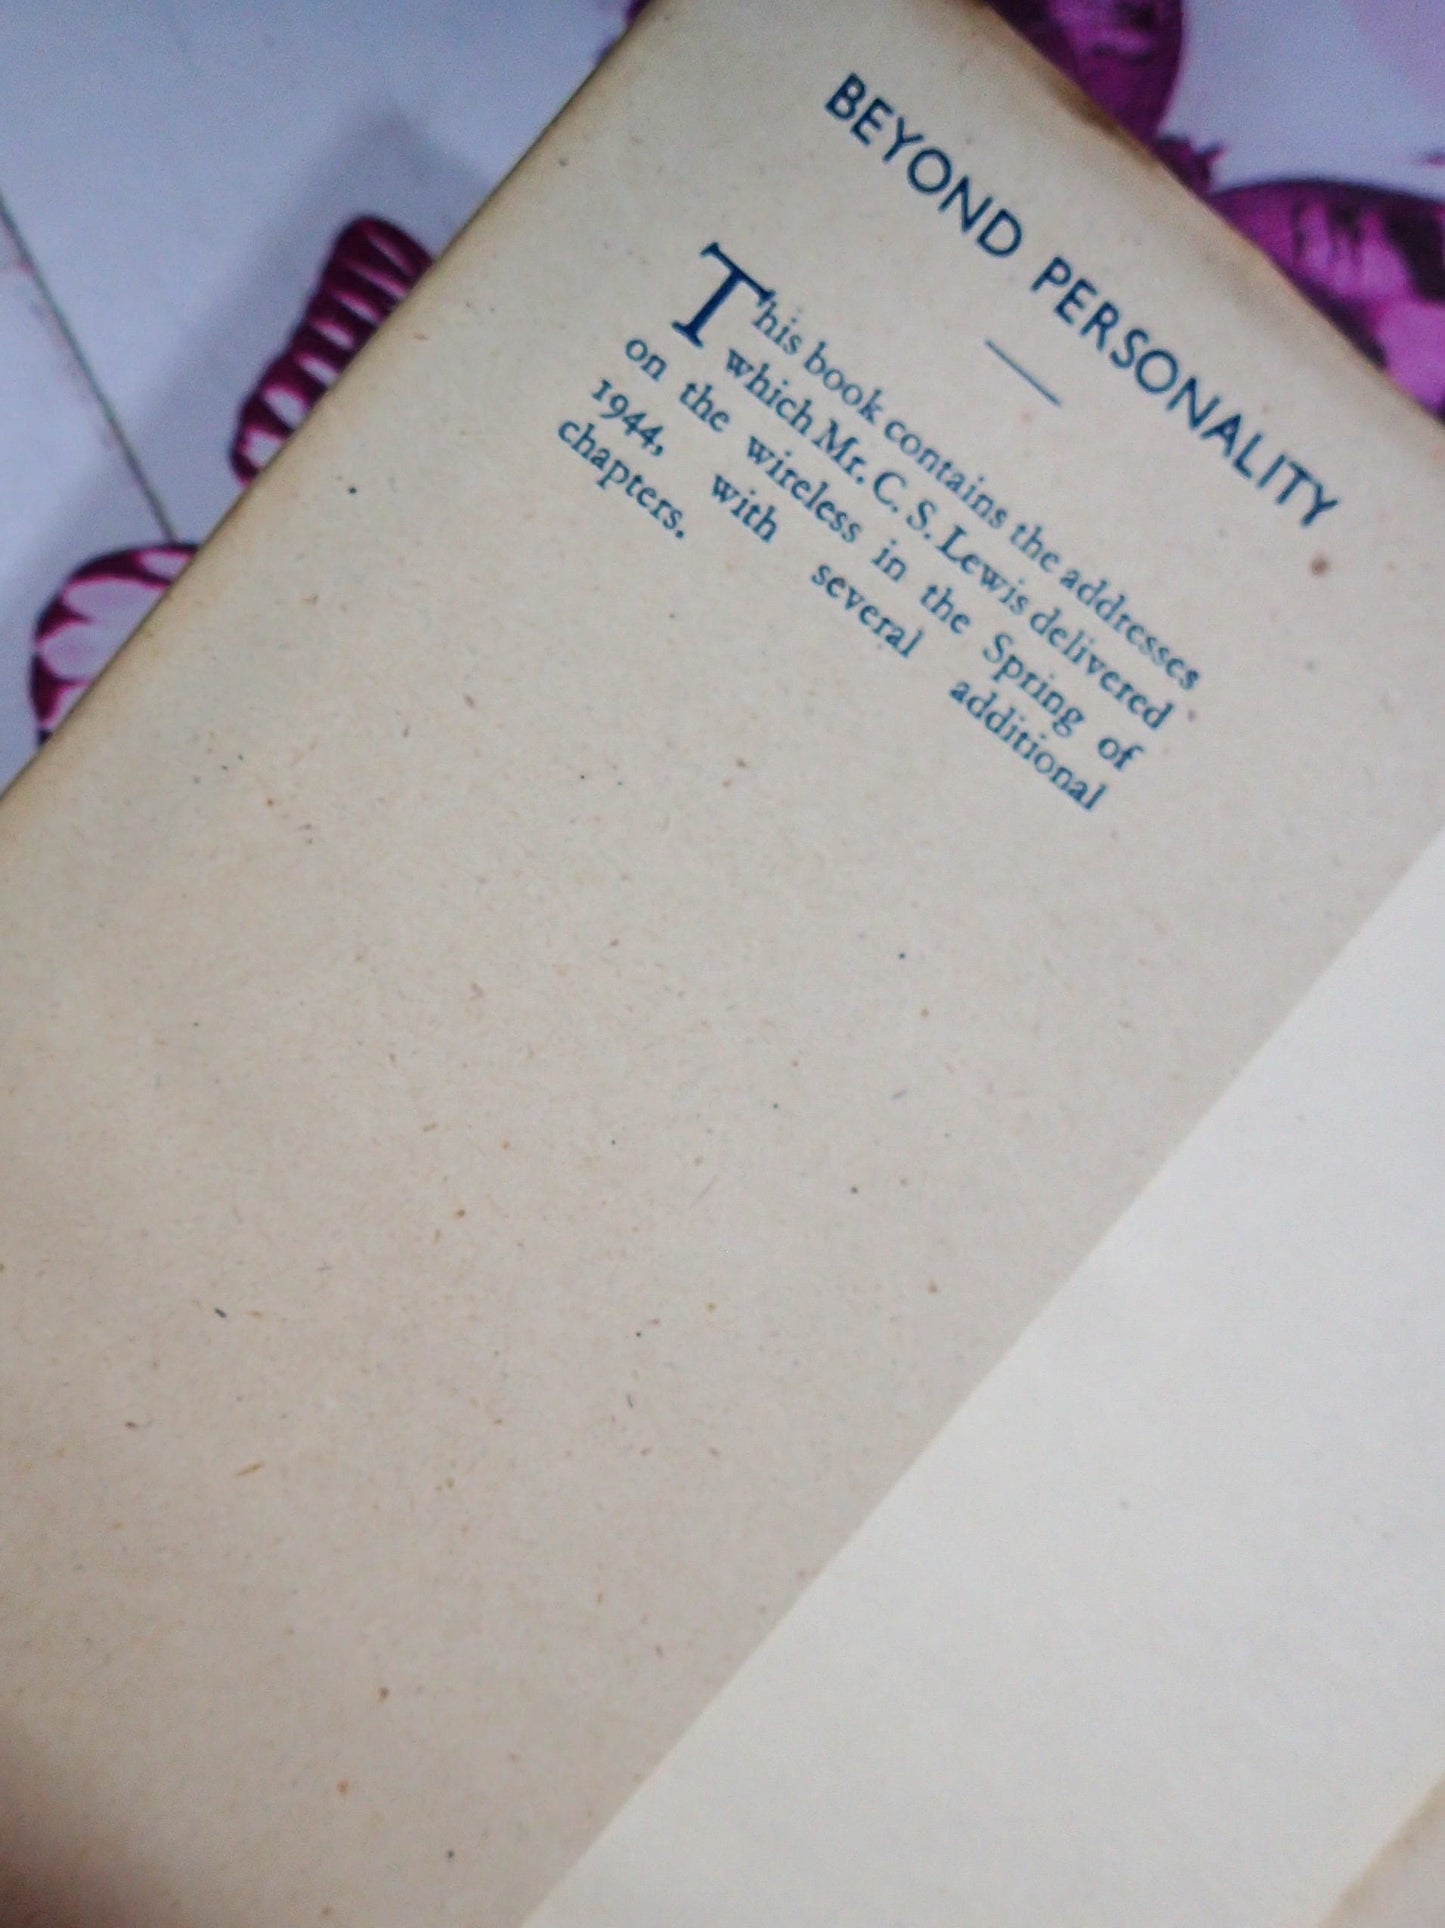 BEYOND PERSONALITY
This book contains the addresses
which Mr. C. S. Lewis delivered
on the wireless in the Spring of
1944, with several additional
chapters.